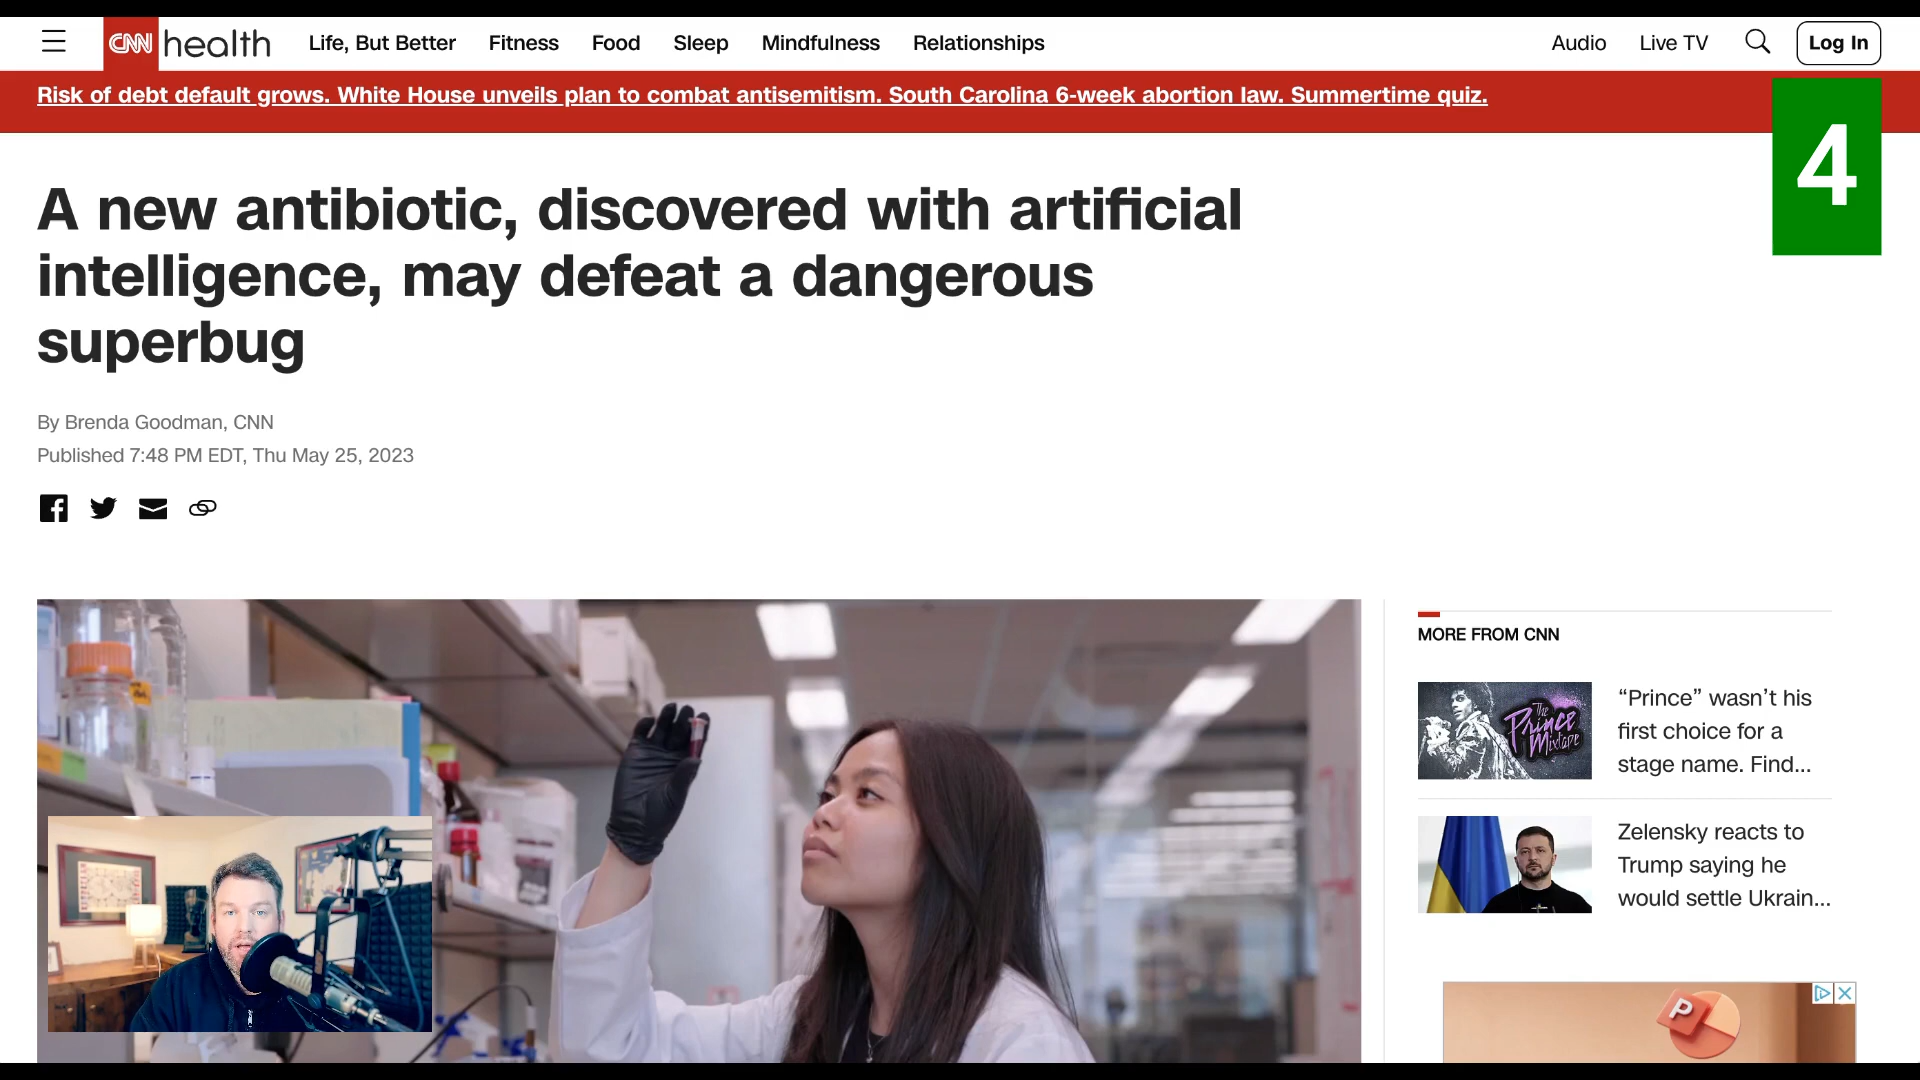 CNN health Life, But Better Fitness Food Sleep Mindfulness Relationships Audio Live TV Log In
Risk of debt default grows. White House unveils plan to combat antisemitism. South Carolina 6-week abortion law. Summertime quiz.
4
A new antibiotic, discovered with artificial
intelligence, may defeat a dangerous
superbug
By Brenda Goodman, CNN
Published 7:48 PM EDT, Thu May 25, 2023
MORE FROM CNN
The
Prince
Mixtape
“Prince” wasn’t his
first choice for a
stage name. Find...
Zelensky reacts to
Trump saying he
would settle Ukrain...
P